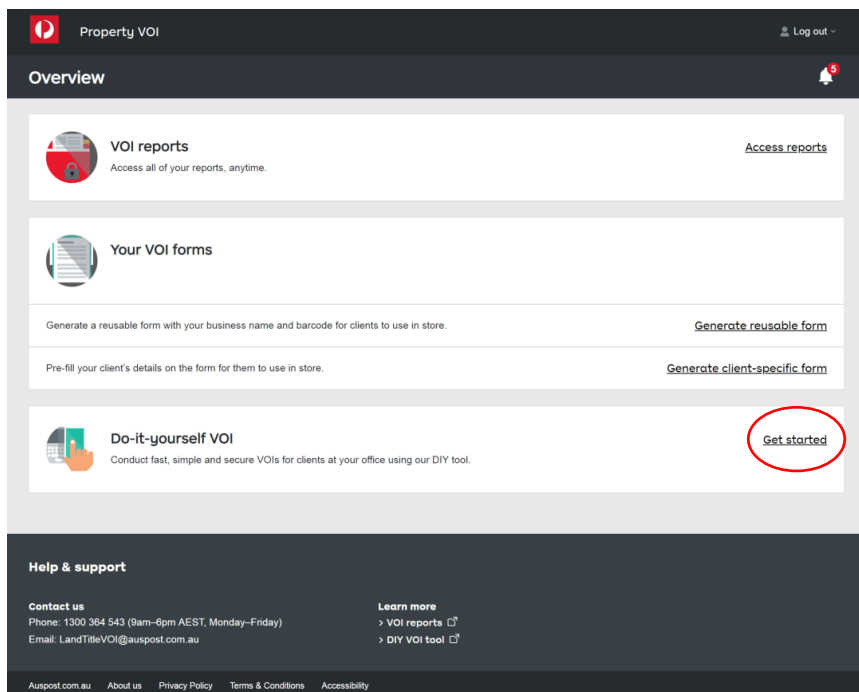 Property VOI
Log out
Overview
5
VOI reports
Access reports
Access all of your reports, anytime.
Your VOI forms
Generate a reusable form with your business name and barcode for clients to use in store.
Generate reusable form
Pre-fill your client's details on the form for them to use in store.
Generate client-specific form
Do-it-yourself VOI
Get started
Conduct fast, simple and secure VOIs for clients at your office using our DIY tool.
Help & support
Contact us
Phone: 1300 364 543 (9am–6pm AEST, Monday–Friday)
Email: LandTitleVOI@auspost.com.au
Learn more
> VOI reports
> DIY VOI tool
Auspost.com.au About us Privacy Policy Terms & Conditions Accessibility